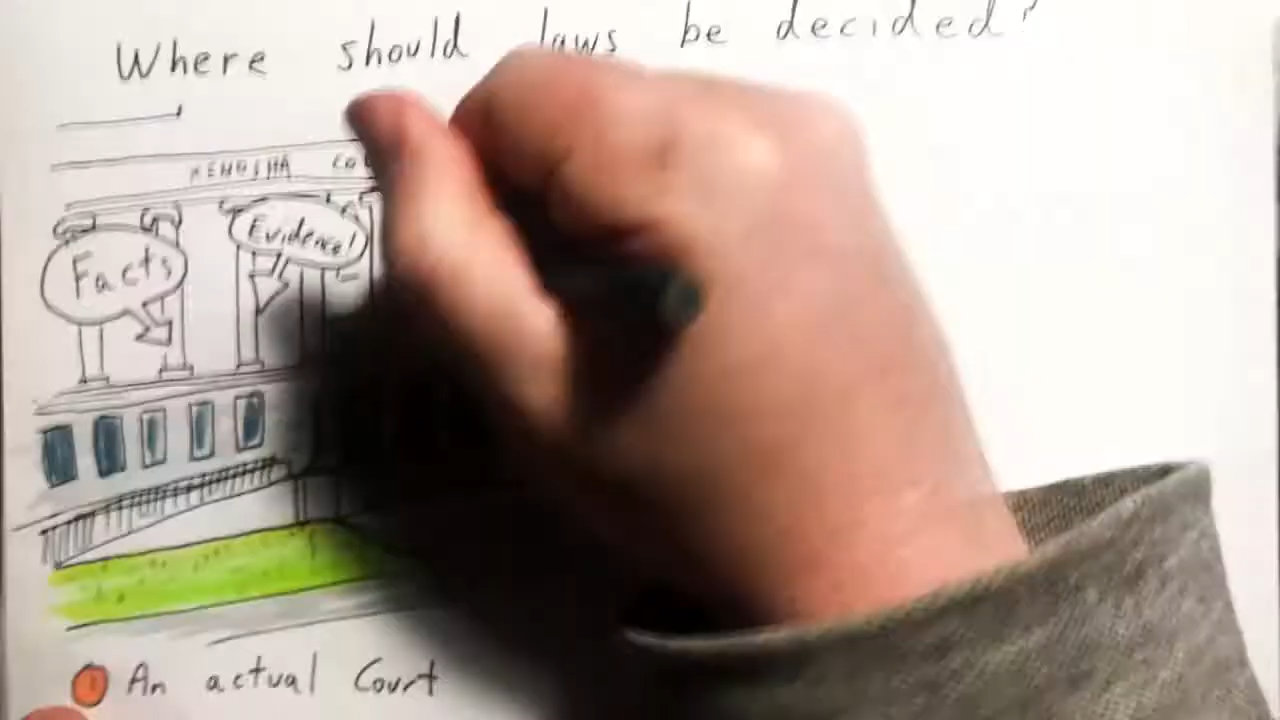 Where should laws be decided?
KENOSHA
Facts
Evidence!
An actual Court